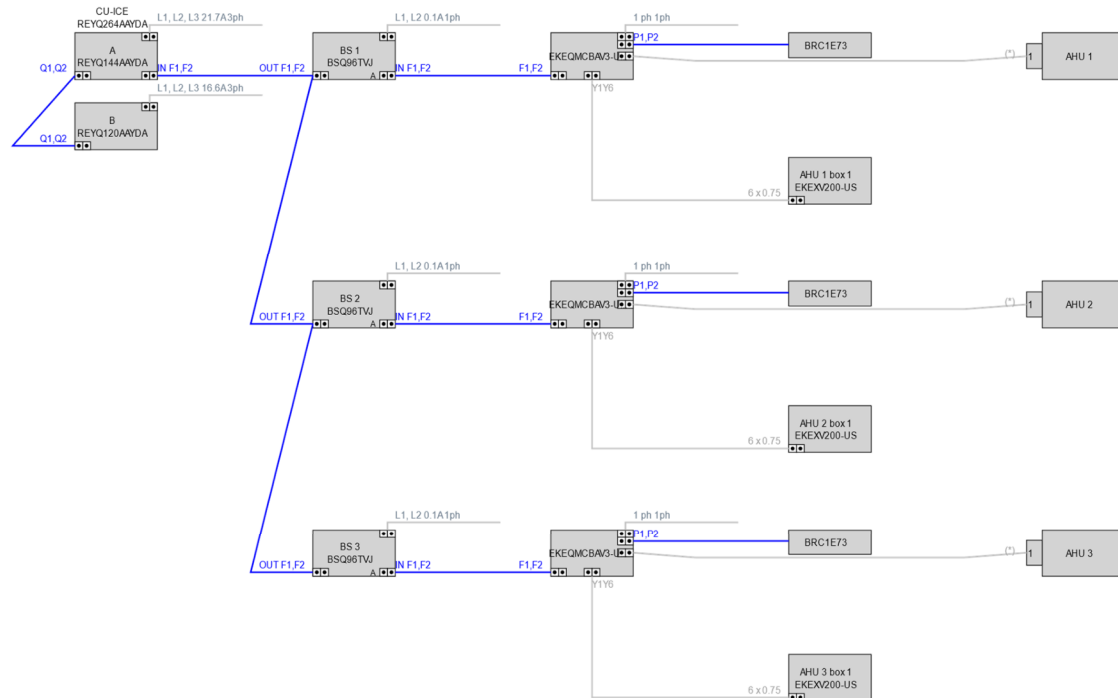 CU-ICE
REYQ264AAYDA
L1, L2, L3 21.7A3ph
A
REYQ144AAYDA
Q1,Q2
IN F1,F2
L1, L2, L3 16.6A3ph
B
REYQ120AAYDA
Q1,Q2
L1, L2 0.1A1ph
BS 1
BSQ96TVJ
OUT F1,F2
A
IN F1,F2
1 ph 1ph
P1,P2
EKEQMCBAV3-U
F1,F2
Y1Y6
BRC1E73
(*)
1
AHU 1
AHU 1 box 1
EKEXV200-US
6 x 0.75
L1, L2 0.1A1ph
BS 2
BSQ96TVJ
OUT F1,F2
A
IN F1,F2
1 ph 1ph
P1,P2
EKEQMCBAV3-U
F1,F2
Y1Y6
BRC1E73
(*)
1
AHU 2
AHU 2 box 1
EKEXV200-US
6 x 0.75
L1, L2 0.1A1ph
BS 3
BSQ96TVJ
OUT F1,F2
A
IN F1,F2
1 ph 1ph
P1,P2
EKEQMCBAV3-U
F1,F2
Y1Y6
BRC1E73
(*)
1
AHU 3
AHU 3 box 1
EKEXV200-US
6 x 0.75